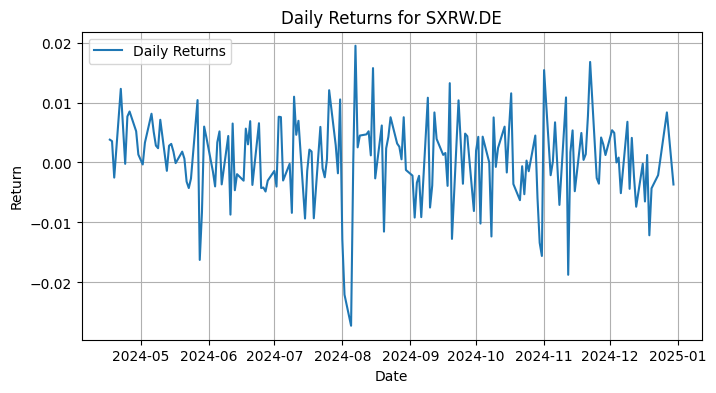 Daily Returns for SXRW.DE
Daily Returns
0.02
0.01
0.00
−0.01
−0.02
Return
2024-05 2024-06 2024-07 2024-08 2024-09 2024-10 2024-11 2024-12 2025-01
Date